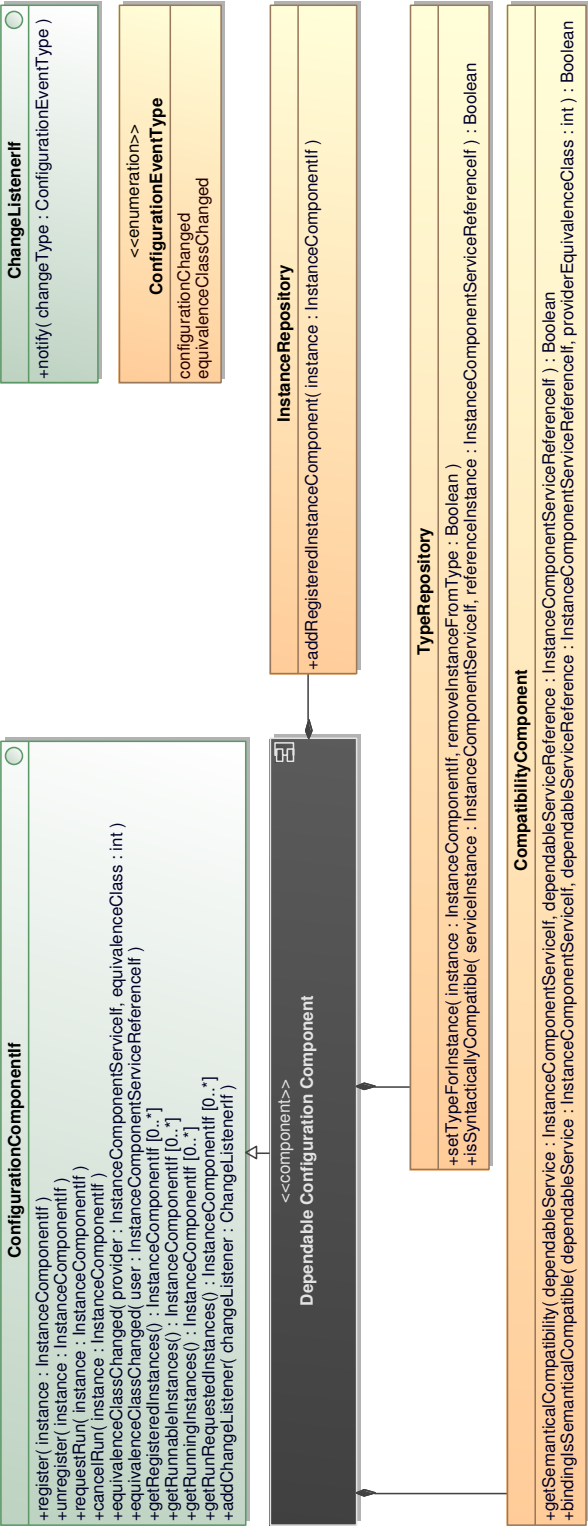 ConfigurationComponentIf
+register( instance : InstanceComponentIf )
+unregister( instance : InstanceComponentIf )
+requestRun( instance : InstanceComponentIf )
+cancelRun( instance : InstanceComponentIf )
+equivalenceClassChanged( provider : InstanceComponentServiceIf, equivalenceClass : int )
+equivalenceClassChanged( user : InstanceComponentServiceReferenceIf )
+getRegisteredInstances() : InstanceComponentIf [0..*]
+getRunnableInstances() : InstanceComponentIf [0..*]
+getRunningInstances() : InstanceComponentIf [0..*]
+getRunRequestedInstances() : InstanceComponentIf [0..*]
+addChangeListener( changeListener : ChangeListenerIf )
ChangeListenerIf
+notify( changeType : ConfigurationEventType )
<<enumeration>>
ConfigurationEventType
configurationChanged
equivalenceClassChanged
<<component>>
Dependable Configuration Component
InstanceRepository
+addRegisteredInstanceComponent( instance : InstanceComponentIf )
TypeRepository
+setTypeForInstance( instance : InstanceComponentIf, removeInstanceFromType : Boolean )
+isSyntacticallyCompatible( serviceInstance : InstanceComponentServiceIf, referenceInstance : InstanceComponentServiceReferenceIf ) : Boolean
CompatibilityComponent
+getSemanticalCompatibility( dependableService : InstanceComponentServiceIf, dependableServiceReference : InstanceComponentServiceReferenceIf ) : Boolean
+bindingIsSemanticalCompatible( dependableService : InstanceComponentServiceIf, dependableServiceReference : InstanceComponentServiceReferenceIf, providerEquivalenceClass : int ) : Boolean